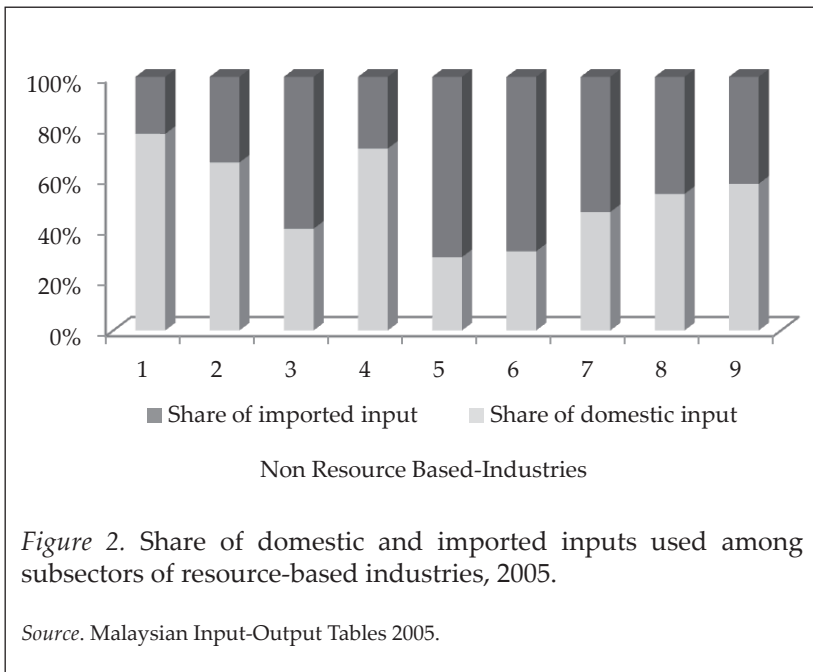 100%
80%
60%
40%
20%
0%
1 2 3 4 5 6 7 8 9
Share of imported input Share of domestic input
Non Resource Based-Industries
Figure 2. Share of domestic and imported inputs used among
subsectors of resource-based industries, 2005.
Source. Malaysian Input-Output Tables 2005.